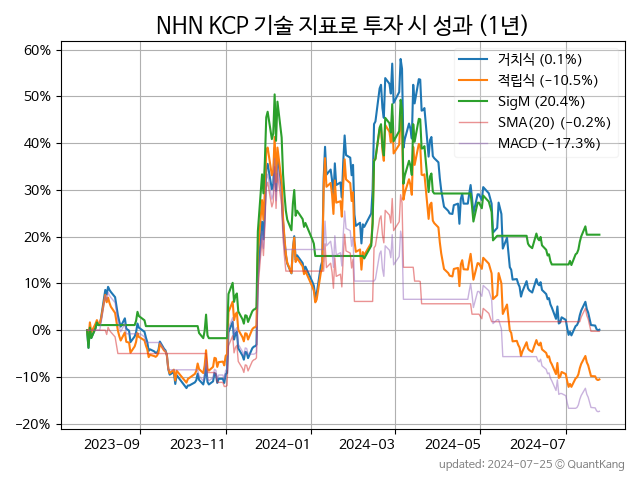 NHN KCP 기술 지표로 투자 시 성과 (1년)
거치식 (0.1%)
적립식 (−10.5%)
SigM (20.4%)
SMA(20) (−0.2%)
MACD (−17.3%)
60%
50%
40%
30%
20%
10%
0%
−10%
−20%
2023-09 2023-11 2024-01 2024-03 2024-05 2024-07
updated: 2024-07-25 © QuantKang